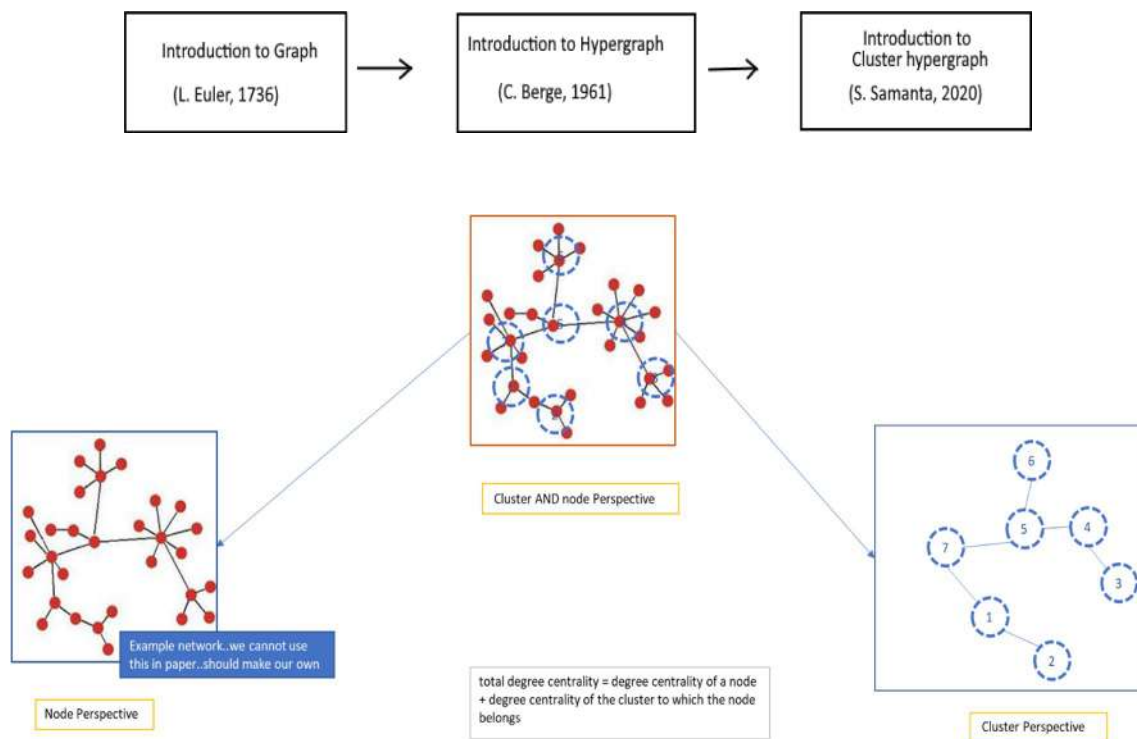 Introduction to Graph
(L. Euler, 1736)
Introduction to Hypergraph
(C. Berge, 1961)
Introduction to
Cluster hypergraph
(S. Samanta, 2020)
5
Cluster AND node Perspective
Example network..we cannot use
this in paper..should make our own
Node Perspective
total degree centrality = degree centrality of a node
+ degree centrality of the cluster to which the node
belongs
6
5
4
7
3
1
2
Cluster Perspective